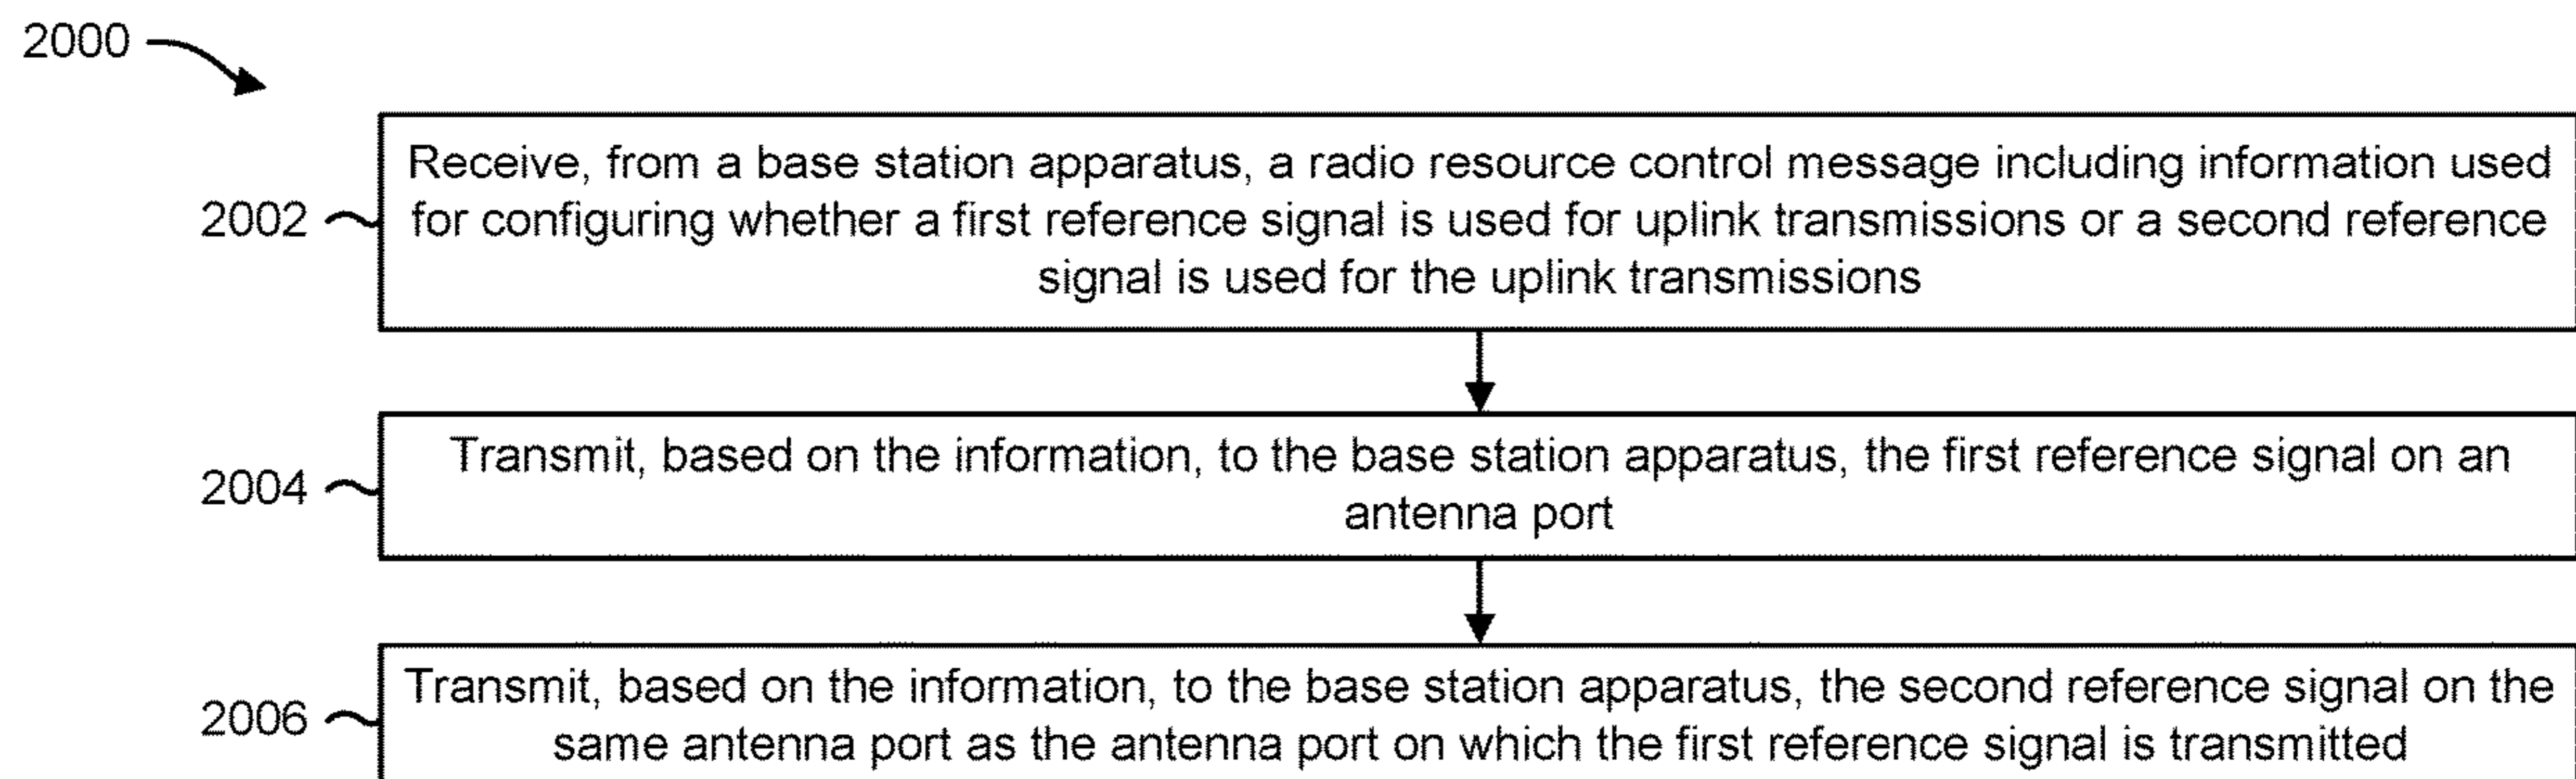 2000
Receive, from a base station apparatus, a radio resource control message including information used
2002
for configuring whether a first reference signal is used for uplink transmissions or a second reference
signal is used for the uplink transmissions
Transmit, based on the information, to the base station apparatus, the first reference signal on an
2004
antenna port
Transmit, based on the information, to the base station apparatus, the second reference signal on the
2006
same antenna port as the antenna port on which the first reference signal is transmitted